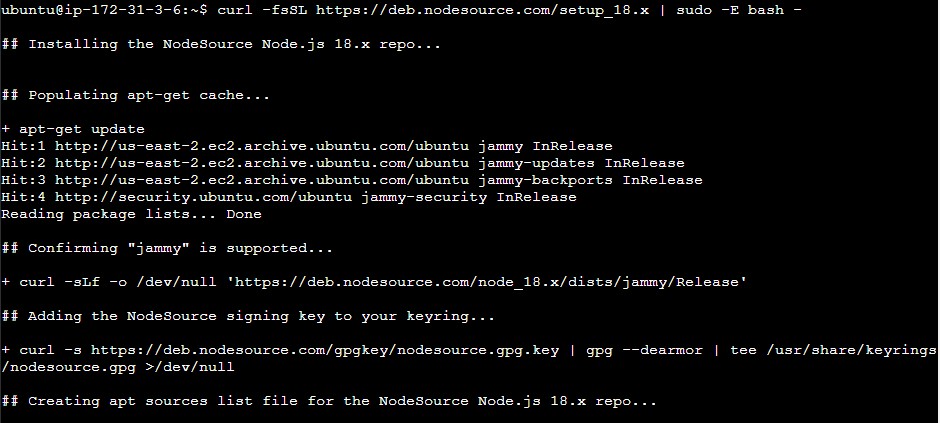 ubuntu@ip-172-31-3-6:~$ curl -fsSL https://deb.nodesource.com/setup_18.x | sudo -E bash -
## Installing the NodeSource Node.js 18.x repo...
## Populating apt-get cache...
+ apt-get update
Hit:1 http://us-east-2.ec2.archive.ubuntu.com/ubuntu jammy InRelease
Hit:2 http://us-east-2.ec2.archive.ubuntu.com/ubuntu jammy-updates InRelease
Hit:3 http://us-east-2.ec2.archive.ubuntu.com/ubuntu jammy-backports InRelease
Hit:4 http://security.ubuntu.com/ubuntu jammy-security InRelease
Reading package lists... Done
## Confirming "jammy" is supported...
+ curl -sLf -o /dev/null 'https://deb.nodesource.com/node_18.x/dists/jammy/Release'
## Adding the NodeSource signing key to your keyring...
+ curl -s https://deb.nodesource.com/gpgkey/nodesource.gpg.key | gpg --dearmor | tee /usr/share/keyrings
/nodesource.gpg >/dev/null
## Creating apt sources list file for the NodeSource Node.js 18.x repo...